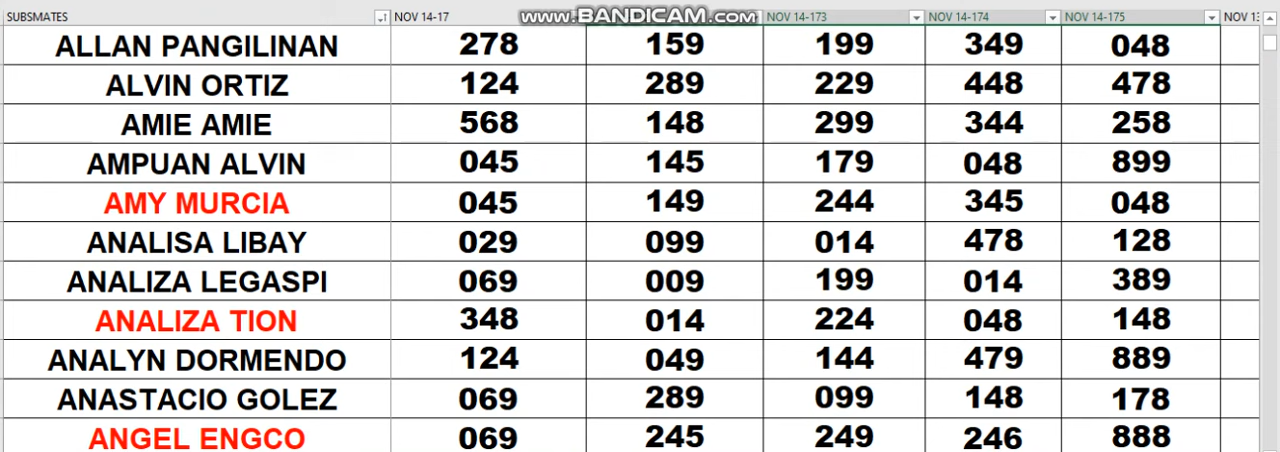 SUBSMATES NOV 14-17 www.BANDICAM.com NOV 14-173 NOV 14-174 NOV 14-175
ALLAN PANGILINAN 278 159 199 349 048
ALVIN ORTIZ 124 289 229 448 478
AMIE AMIE 568 148 299 344 258
AMPUAN ALVIN 045 145 179 048 899
AMY MURCIA 045 149 244 345 048
ANALISA LIBAY 029 099 014 478 128
ANALIZA LEGASPI 069 009 199 014 389
ANALIZA TION 348 014 224 048 148
ANALYN DORMENDO 124 049 144 479 889
ANASTACIO GOLEZ 069 289 099 148 178
ANGEL ENGCO 069 245 249 246 888